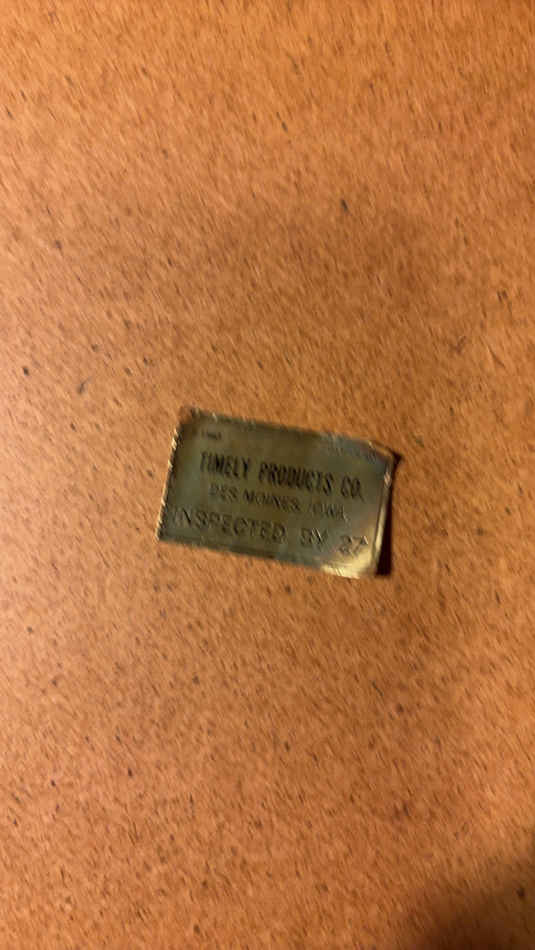 TIMELY PRODUCTS CO.
DES MOINES, IOWA
INSPECTED BY 27